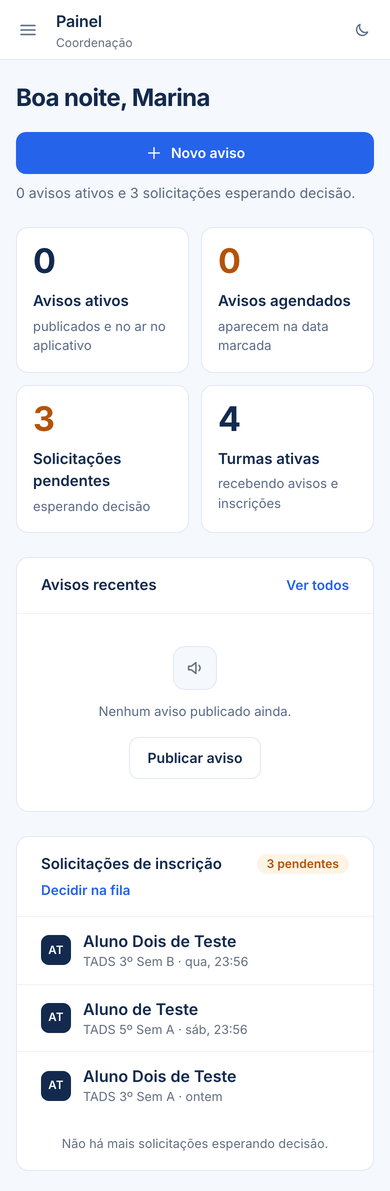 Painel
Coordenação
Boa noite, Marina
Novo aviso
0 avisos ativos e 3 solicitações esperando decisão.
0
Avisos ativos
publicados e no ar no
aplicativo
0
Avisos agendados
aparecem na data
marcada
3
Solicitações
pendentes
esperando decisão
4
Turmas ativas
recebendo avisos e
inscrições
Avisos recentes
Ver todos
Nenhum aviso publicado ainda.
Publicar aviso
Solicitações de inscrição
3 pendentes
Decidir na fila
AT
Aluno Dois de Teste
TADS 3º Sem B · qua, 23:56
AT
Aluno de Teste
TADS 5º Sem A · sáb, 23:56
AT
Aluno Dois de Teste
TADS 3º Sem A · ontem
Não há mais solicitações esperando decisão.